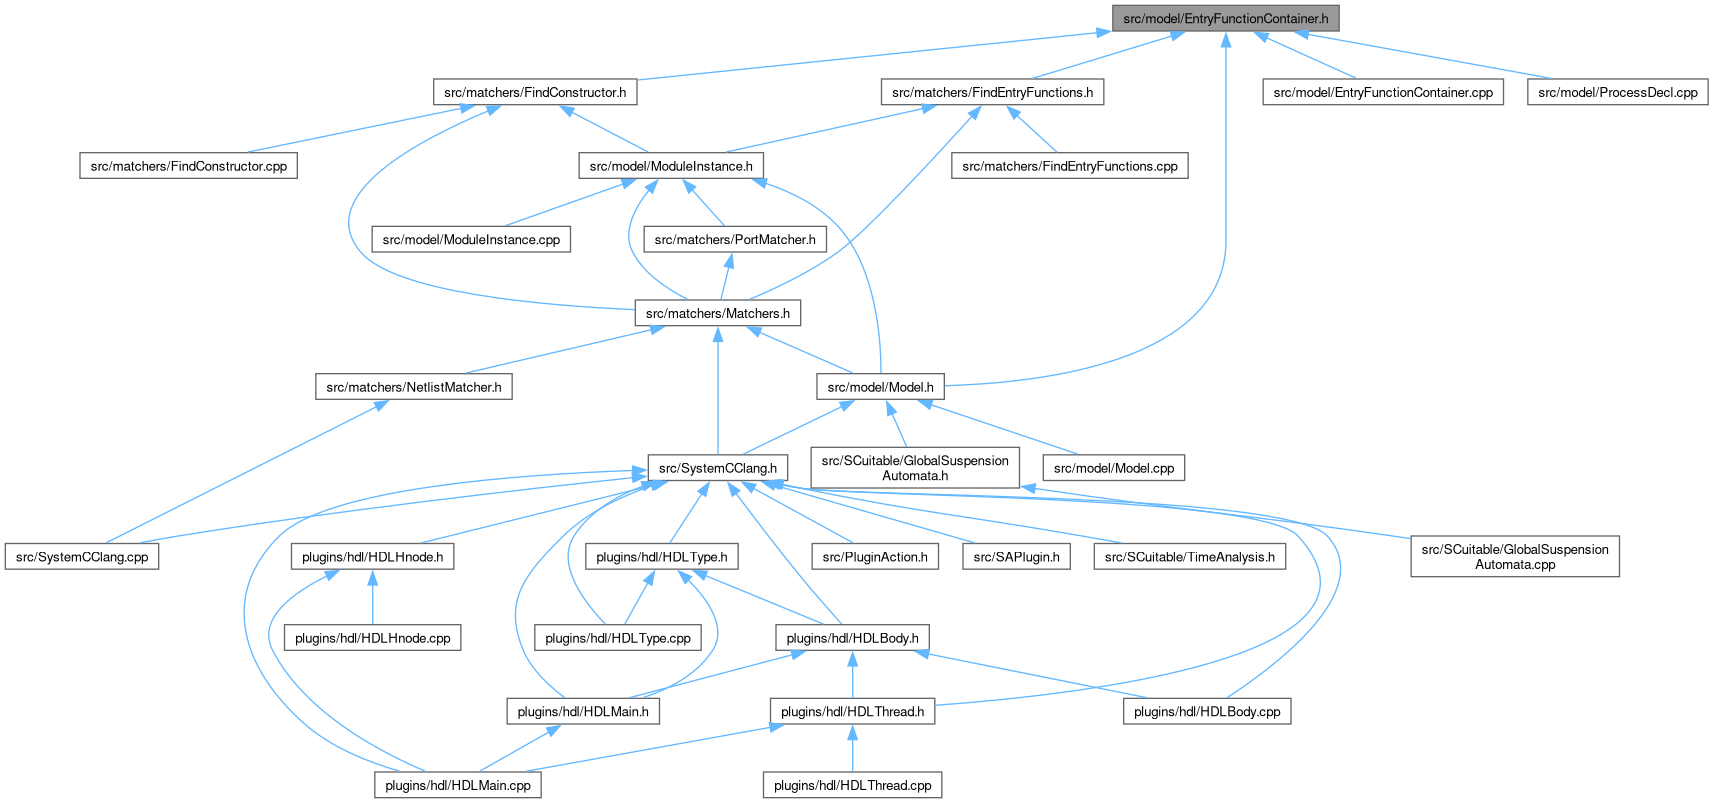 src/model/EntryFunctionContainer.h
src/matchers/FindConstructor.h
src/matchers/FindEntryFunctions.h
src/model/EntryFunctionContainer.cpp
src/model/ProcessDecl.cpp
src/matchers/FindConstructor.cpp
src/model/ModuleInstance.h
src/matchers/FindEntryFunctions.cpp
src/model/ModuleInstance.cpp
src/matchers/PortMatcher.h
src/matchers/Matchers.h
src/matchers/NetlistMatcher.h
src/model/Model.h
src/SystemCClang.h
src/SCuitable/GlobalSuspension
Automata.h
src/model/Model.cpp
src/SystemCClang.cpp
plugins/hdl/HDLHnode.h
plugins/hdl/HDLType.h
src/PluginAction.h
src/SAPlugin.h
src/SCuitable/TimeAnalysis.h
src/SCuitable/GlobalSuspension
Automata.cpp
plugins/hdl/HDLHnode.cpp
plugins/hdl/HDLType.cpp
plugins/hdl/HDLBody.h
plugins/hdl/HDLMain.h
plugins/hdl/HDLThread.h
plugins/hdl/HDLBody.cpp
plugins/hdl/HDLMain.cpp
plugins/hdl/HDLThread.cpp